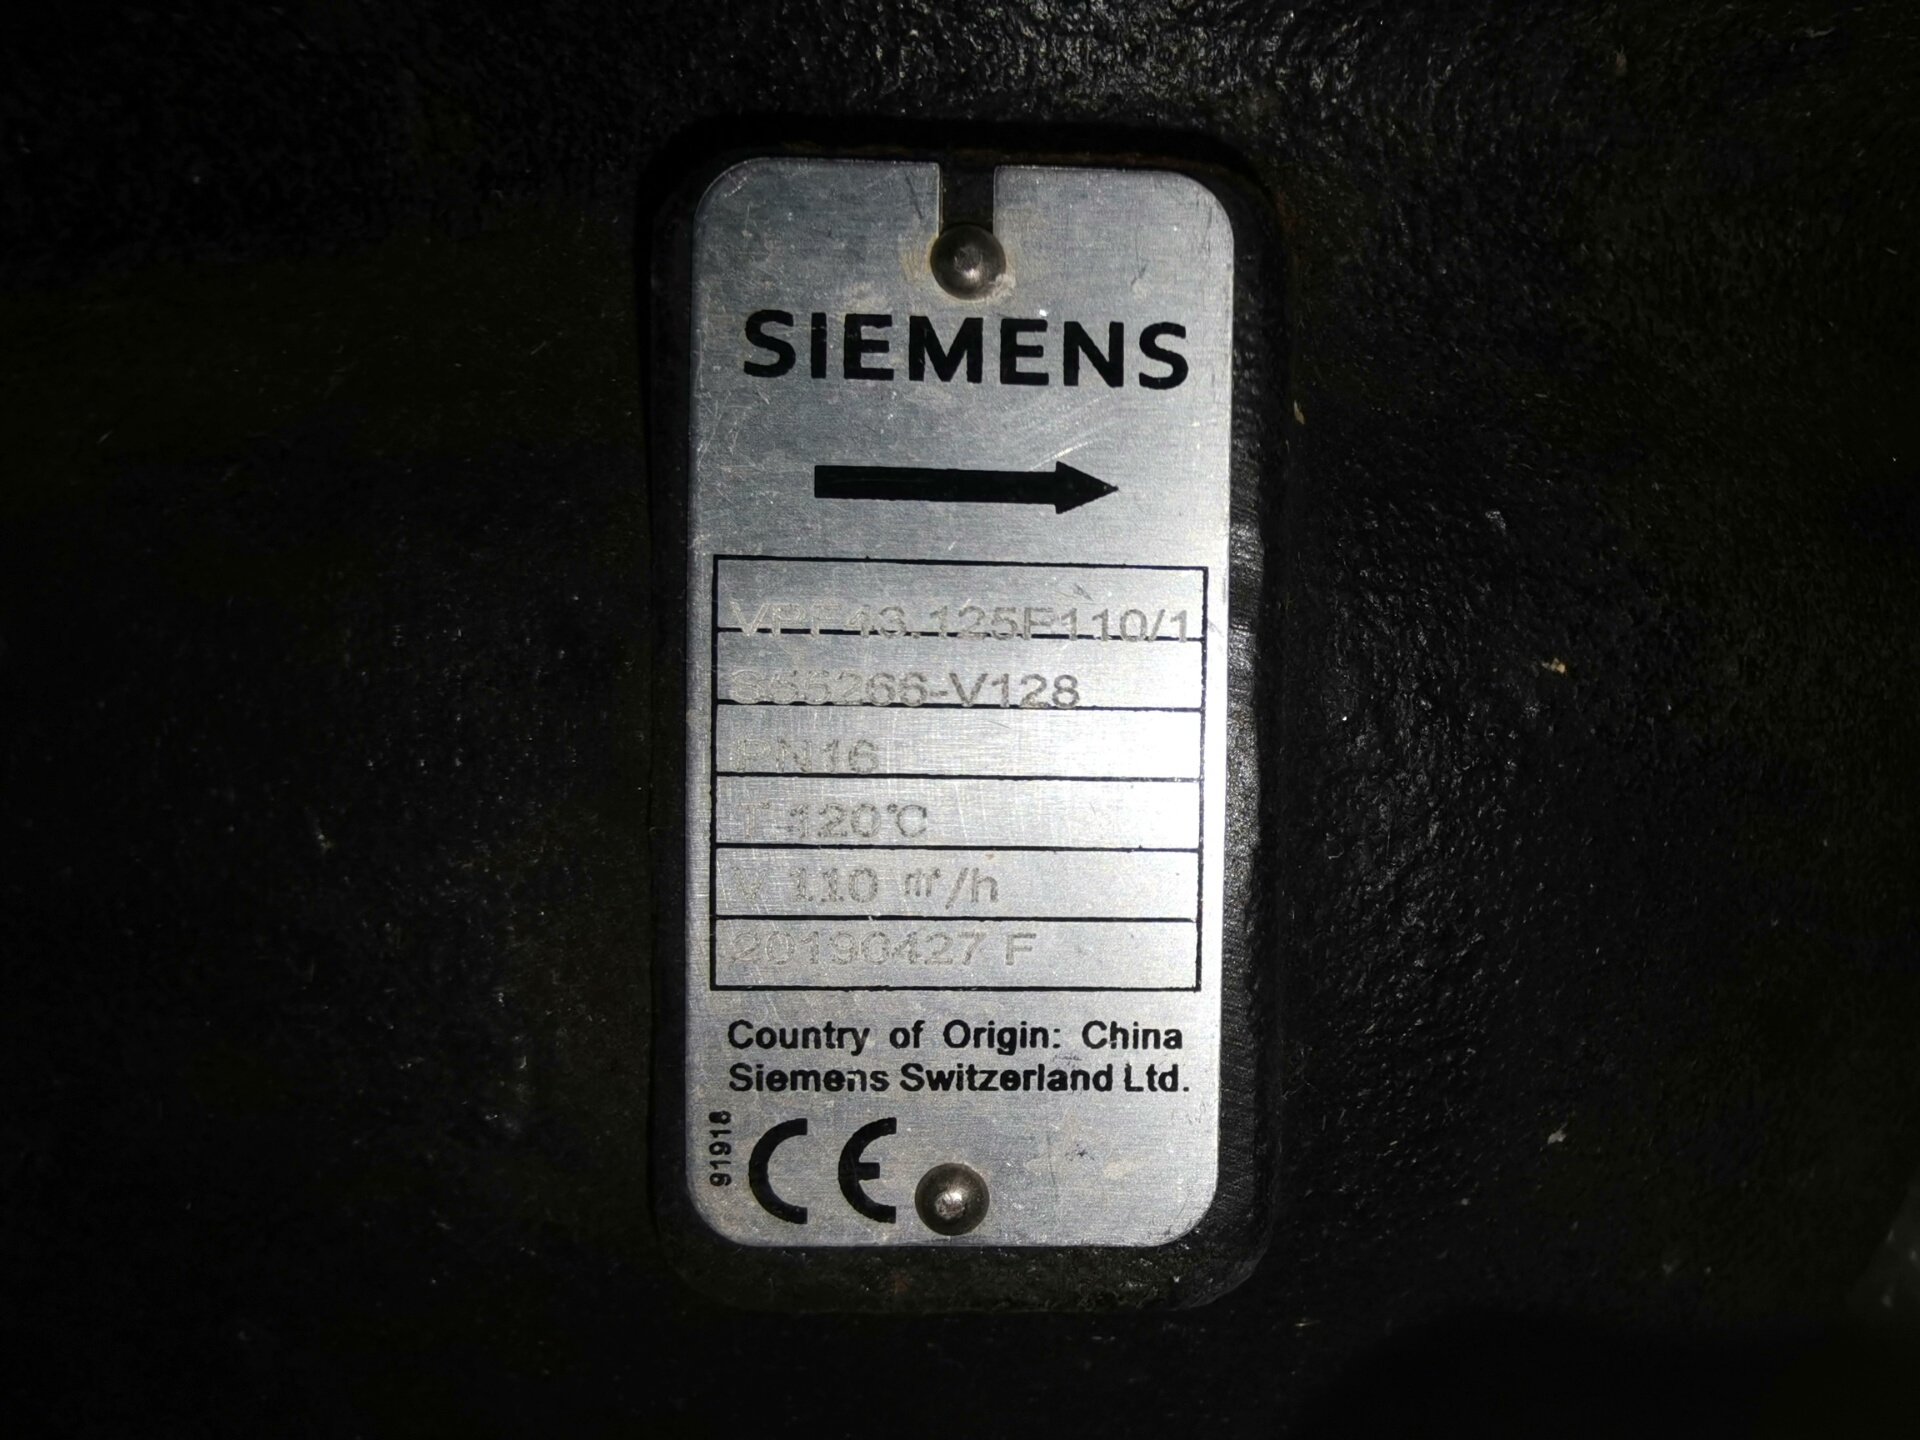 SIEMENS
VPF43.125F110/1
S55266-V128
PN16
T 120℃
V 110 ㎥/h
20190427 F
Country of Origin: China
Siemens Switzerland Ltd.
91918
CE